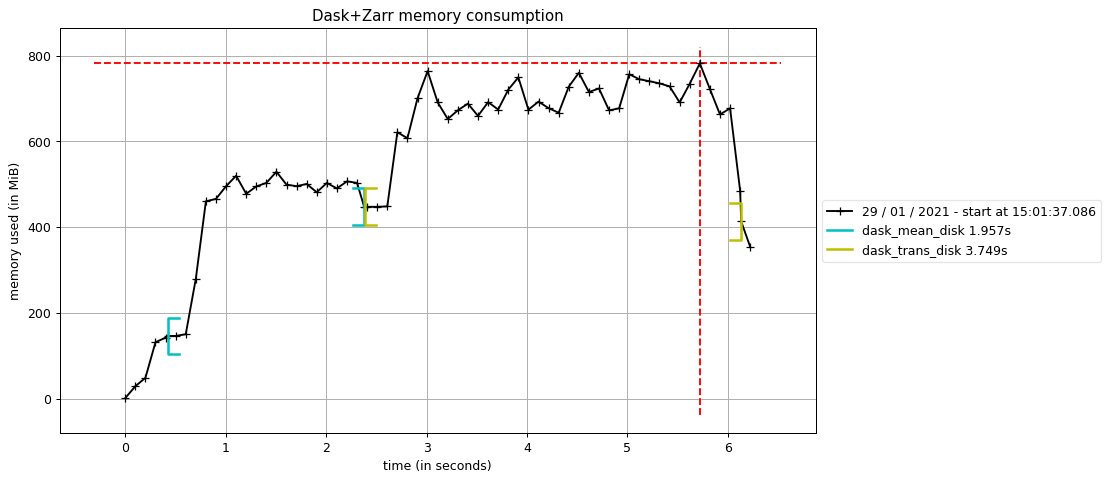 Dask+Zarr memory consumption
memory used (in MiB)
800
600
400
200
0
0 1 2 3 4 5 6
time (in seconds)
29 / 01 / 2021 - start at 15:01:37.086
dask_mean_disk 1.957s
dask_trans_disk 3.749s